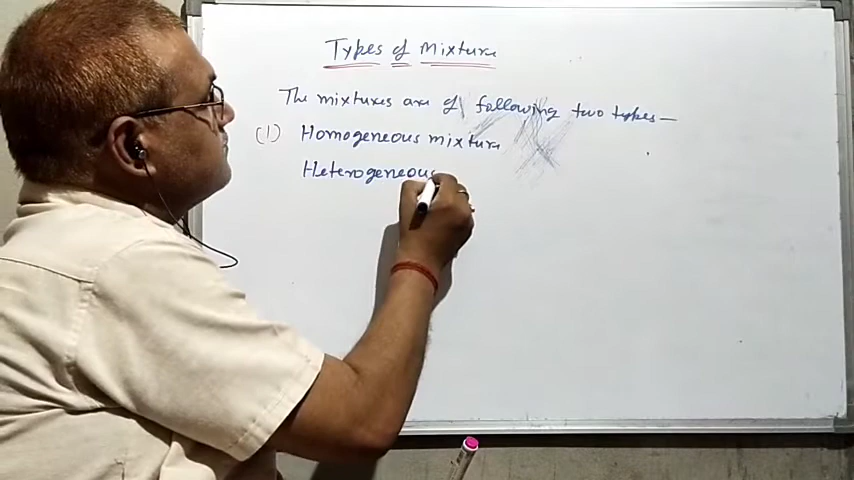 Types of Mixture
The mixtures are of following two types—
(1) Homogeneous mixture
Heterogeneous